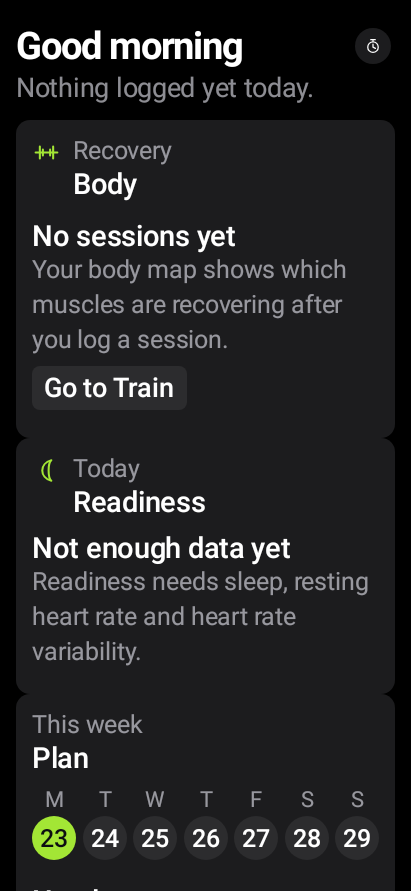 Good morning
Nothing logged yet today.
Recovery
Body
No sessions yet
Your body map shows which
muscles are recovering after
you log a session.
Go to Train
Today
Readiness
Not enough data yet
Readiness needs sleep, resting
heart rate and heart rate
variability.
This week
Plan
M T W T F S S
23 24 25 26 27 28 29